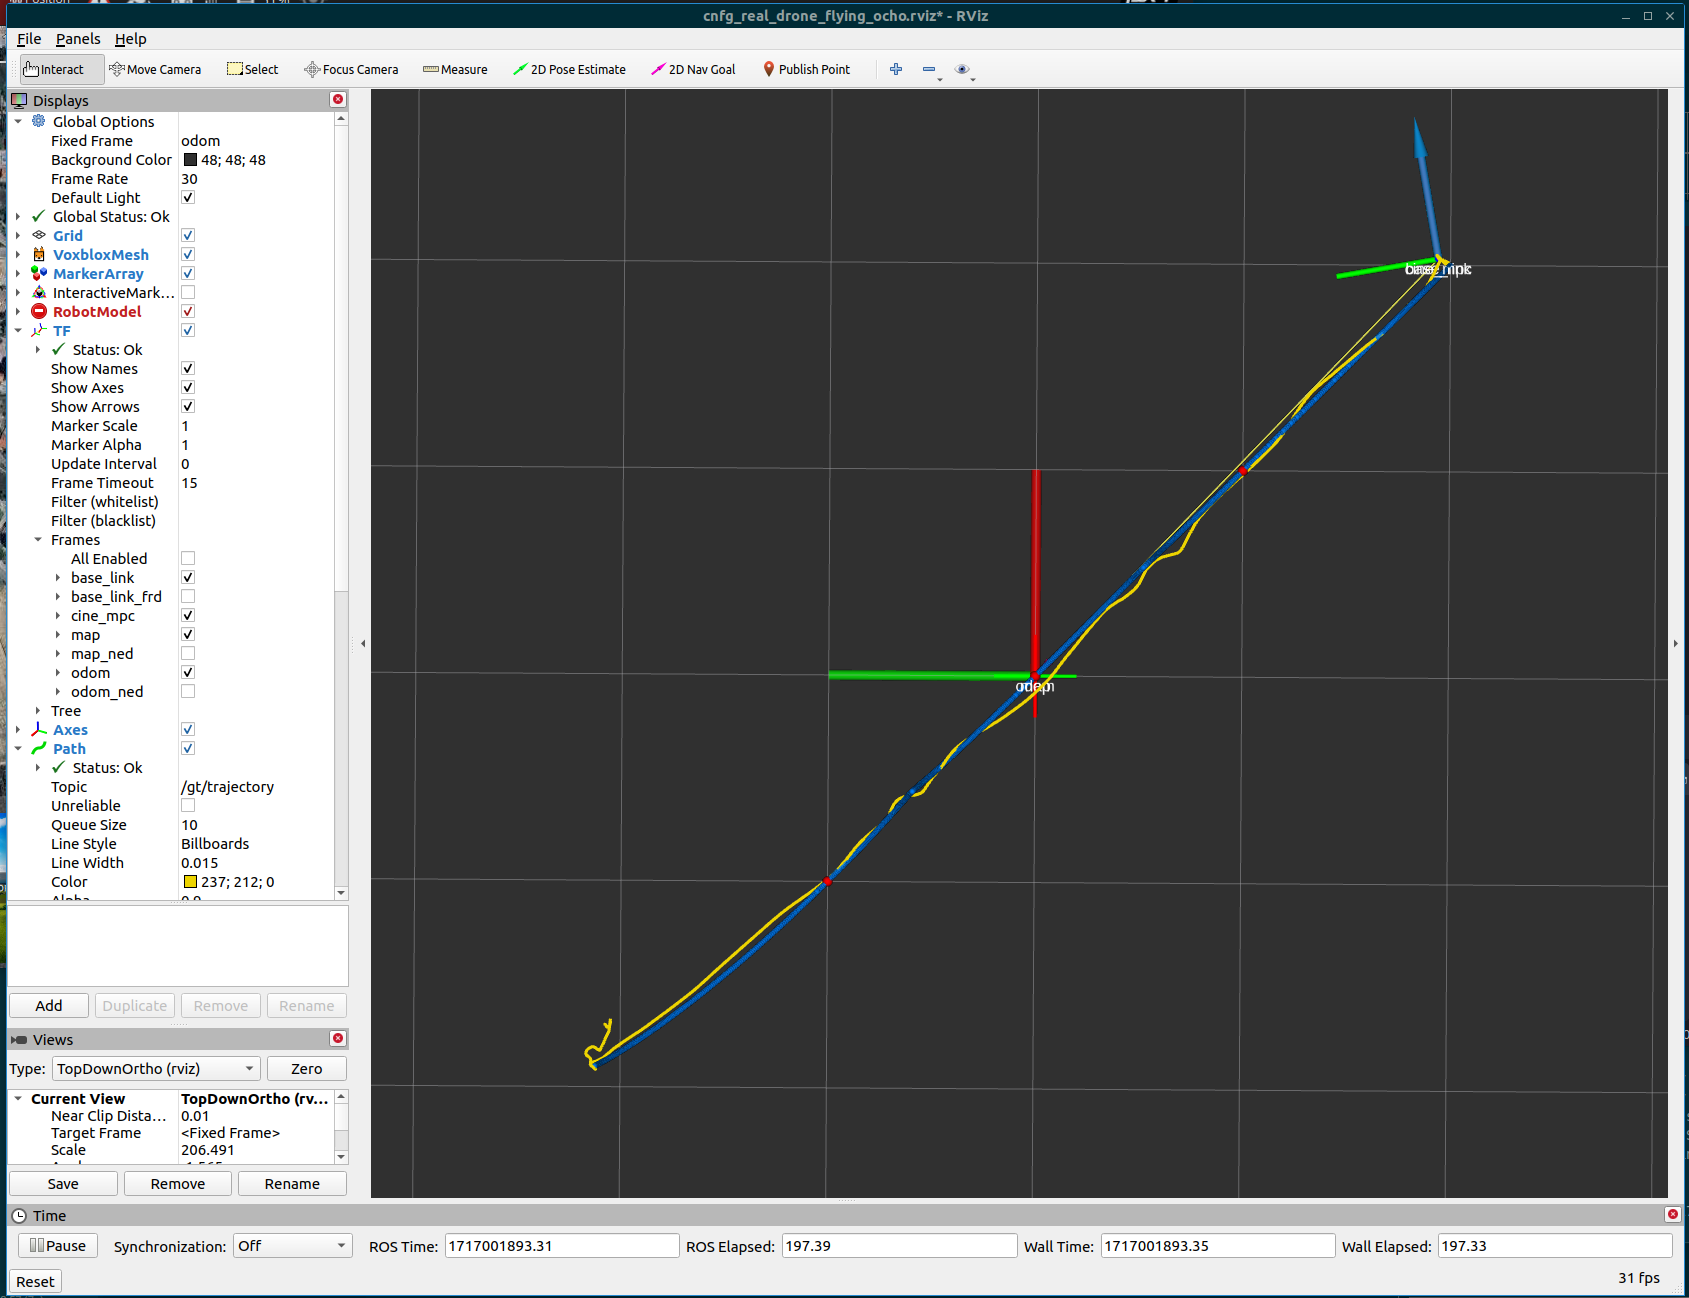 cnfg_real_drone_flying_ocho.rviz* - RViz
File Panels Help
Interact Move Camera Select Focus Camera Measure 2D Pose Estimate 2D Nav Goal Publish Point
Displays
Global Options
Fixed Frame odom
Background Color 48; 48; 48
Frame Rate 30
Default Light
Global Status: Ok
Grid
VoxbloxMesh
MarkerArray
InteractiveMark...
RobotModel
TF
Status: Ok
Show Names
Show Axes
Show Arrows
Marker Scale 1
Marker Alpha 1
Update Interval 0
Frame Timeout 15
Filter (whitelist)
Filter (blacklist)
Frames
All Enabled
base_link
base_link_frd
cine_mpc
map
map_ned
odom
odom_ned
Tree
Axes
Path
Status: Ok
Topic /gt/trajectory
Unreliable
Queue Size 10
Line Style Billboards
Line Width 0.015
Color 237; 212; 0
Add Duplicate Remove Rename
Views
Type: TopDownOrtho (rviz) Zero
Current View TopDownOrtho (rv...
Near Clip Dista... 0.01
Target Frame <Fixed Frame>
Scale 206.491
Save Remove Rename
Time
Pause Synchronization: Off ROS Time: 1717001893.31 ROS Elapsed: 197.39 Wall Time: 1717001893.35 Wall Elapsed: 197.33
Reset 31 fps